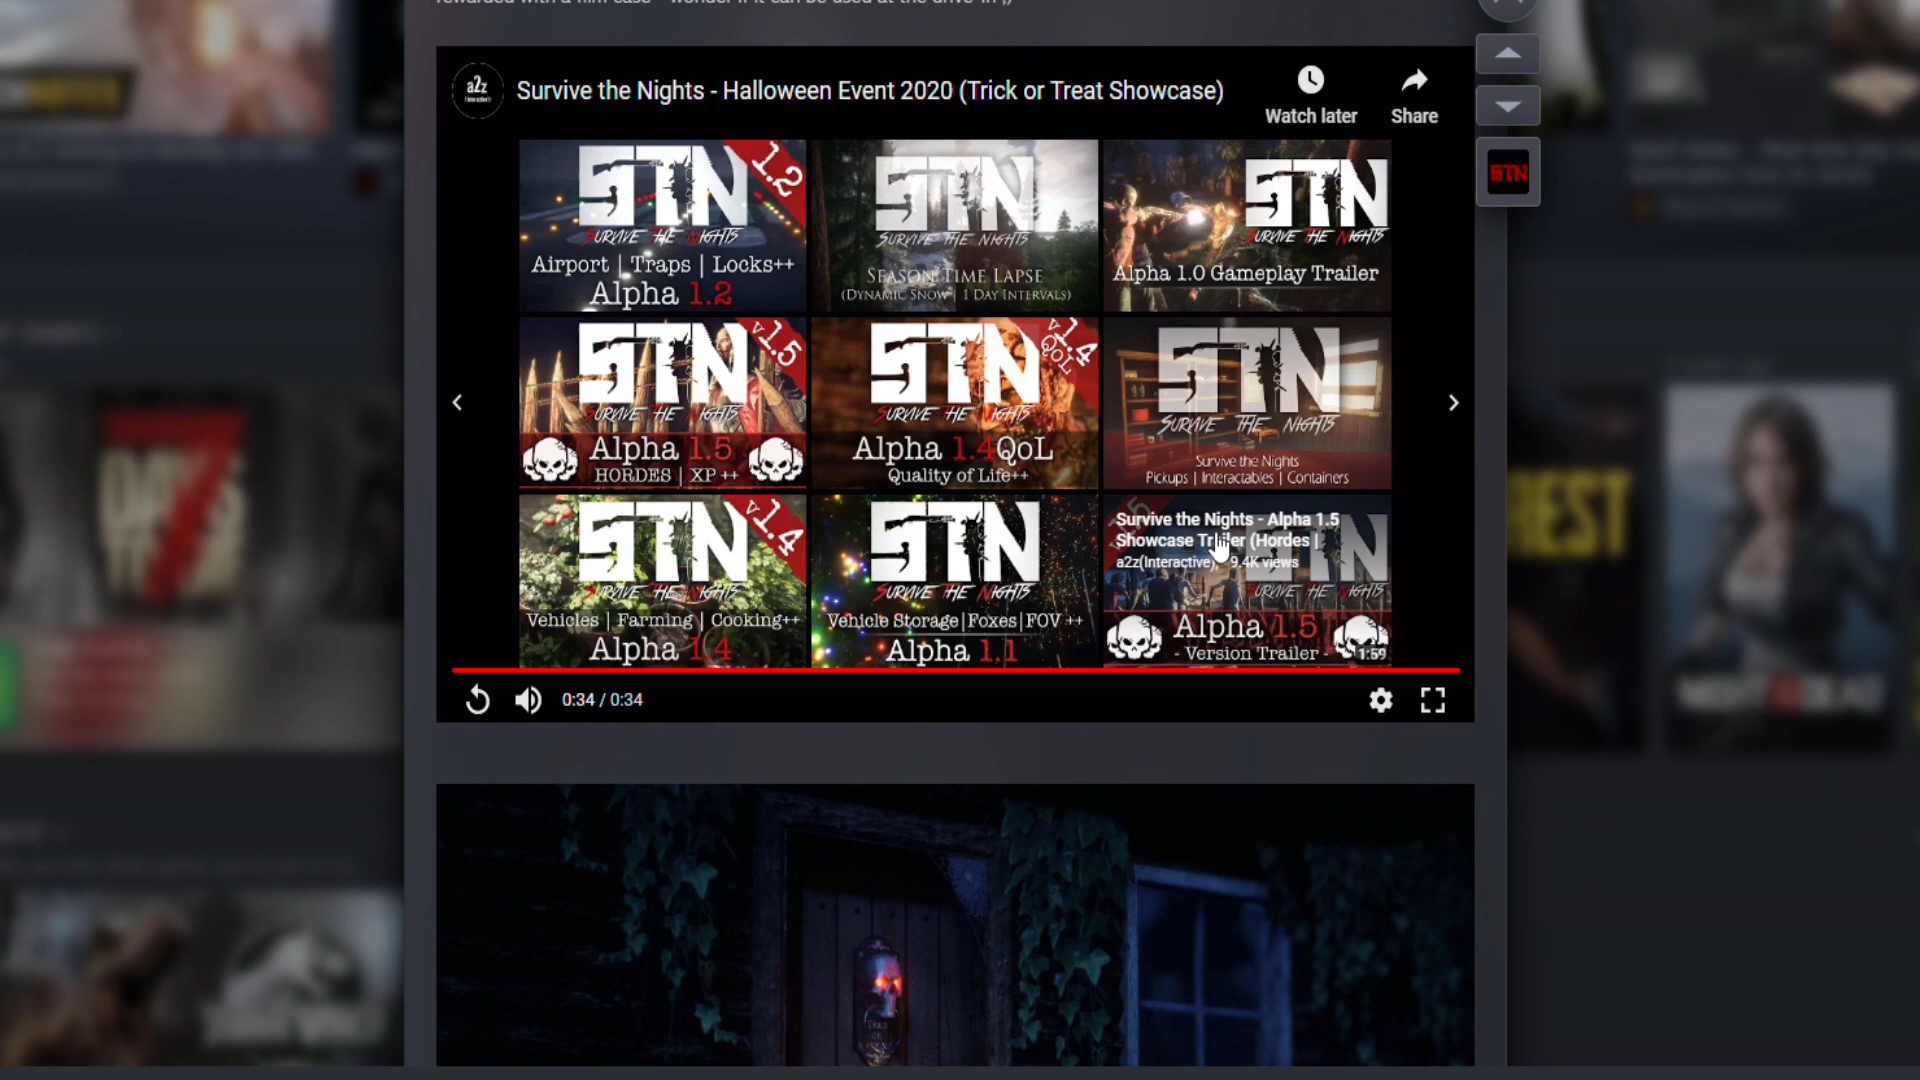 a2z
Survive the Nights - Halloween Event 2020 (Trick or Treat Showcase)
Watch later
Share
STN
STN
SURVIVE THE NIGHTS
1.2
Airport | Traps | Locks++
Alpha 1.2
STN
SURVIVE THE NIGHTS
SEASON TIME LAPSE
(DYNAMIC SNOW | 1 DAY INTERVALS)
STN
SURVIVE THE NIGHTS
Alpha 1.0 Gameplay Trailer
STN
SURVIVE THE NIGHTS
v1.5
Alpha 1.5
HORDES | XP ++
STN
SURVIVE THE NIGHTS
v1.4
QoL
Alpha 1.4QoL
Quality of Life++
STN
SURVIVE THE NIGHTS
Survive the Nights
Pickups | Interactables | Containers
STN
SURVIVE THE NIGHTS
v1.4
Vehicles | Farming | Cooking++
Alpha 1.4
STN
SURVIVE THE NIGHTS
Vehicle Storage|Foxes|FOV ++
Alpha 1.1
Survive the Nights - Alpha 1.5
Showcase Trailer (Hordes |
a2z(Interactive); • 9.4K views
SURVIVE THE NIGHTS
Alpha 1.5
- Version Trailer -
1:59
0:34 / 0:34
7